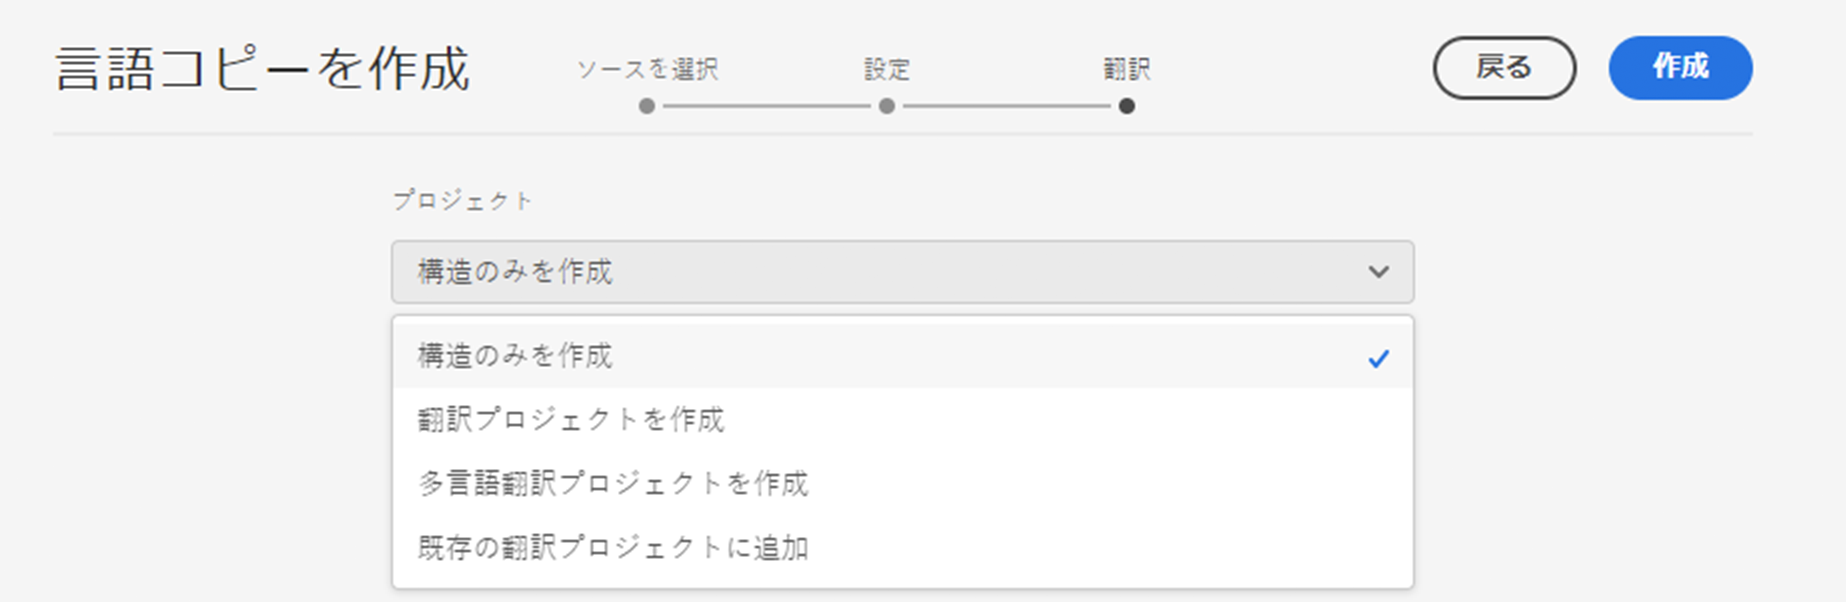 言語コピーを作成
ソースを選択
設定
翻訳
戻る
作成
プロジェクト
構造のみを作成
構造のみを作成
翻訳プロジェクトを作成
多言語翻訳プロジェクトを作成
既存の翻訳プロジェクトに追加